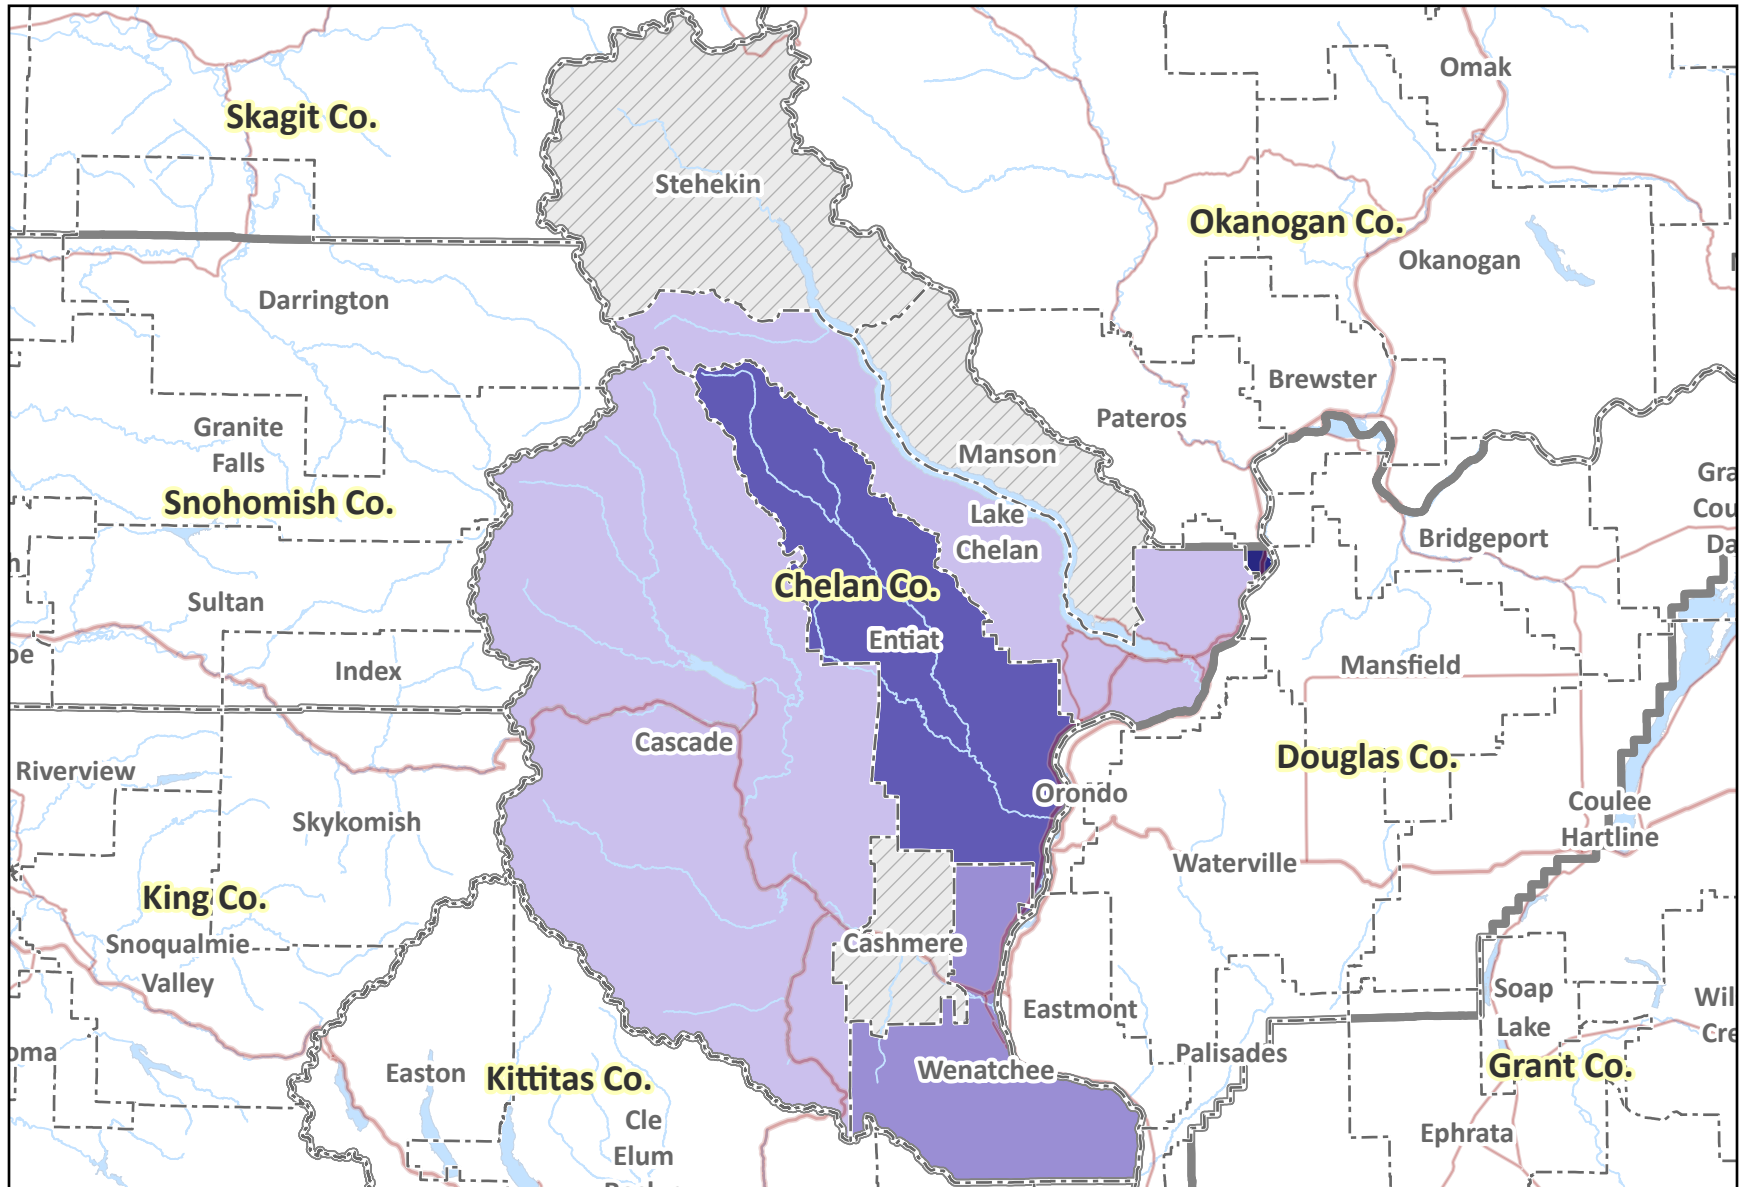 Omak
Skagit Co.
Stehekin
Okanogan Co.
Okanogan
Darrington
Brewster
Pateros
Granite
Falls
Manson
Snohomish Co.
Lake
Chelan
Bridgeport
Chelan Co.
Sultan
Entiat
Index
Mansfield
Cascade
Douglas Co.
Riverview
Orondo
Coulee
Hartline
Skykomish
Waterville
King Co.
Snoqualmie
Valley
Cashmere
Eastmont
Soap
Lake
Palisades
Easton
Kittitas Co.
Wenatchee
Grant Co.
Cle
Elum
Ephrata